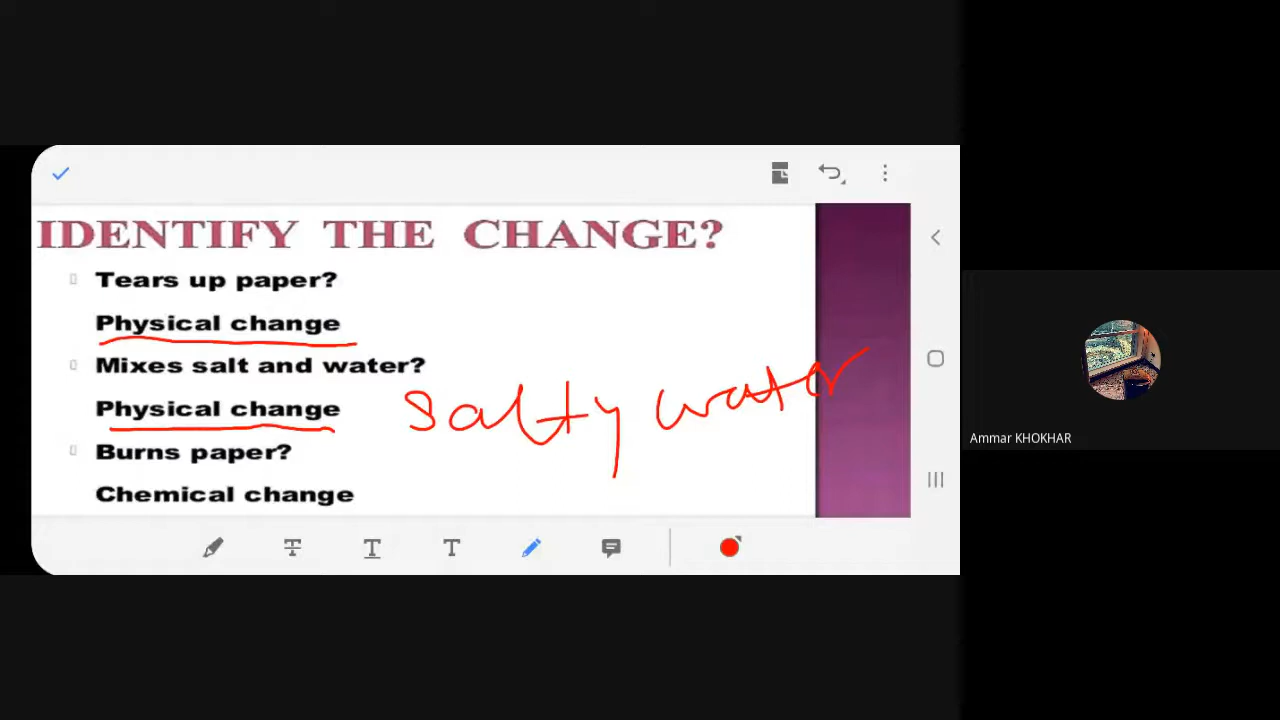 IDENTIFY THE CHANGE?
Tears up paper?
Physical change
Mixes salt and water?
Physical change
salty water
Burns paper?
Chemical change
T
T
T
Ammar KHOKHAR